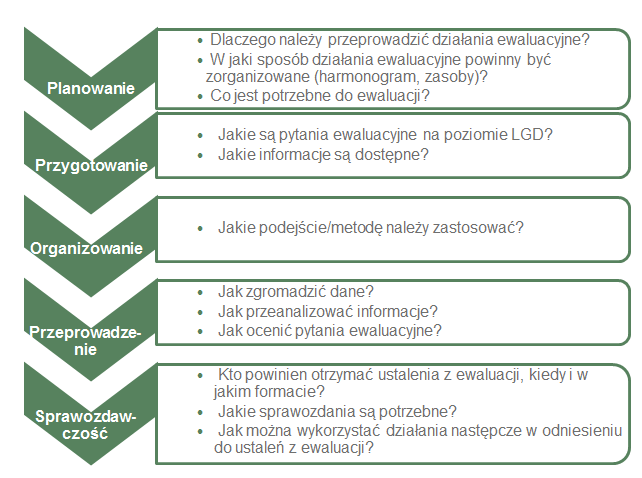 Planowanie
• Dlaczego należy przeprowadzić działania ewaluacyjne?
• W jaki sposób działania ewaluacyjne powinny być
zorganizowane (harmonogram, zasoby)?
• Co jest potrzebne do ewaluacji?
Przygotowanie
• Jakie są pytania ewaluacyjne na poziomie LGD?
• Jakie informacje są dostępne?
Organizowanie
• Jakie podejście/metodę należy zastosować?
Przeprowadze-
nie
• Jak zgromadzić dane?
• Jak przeanalizować informacje?
• Jak ocenić pytania ewaluacyjne?
Sprawozdaw-
czość
• Kto powinien otrzymać ustalenia z ewaluacji, kiedy i w
jakim formacie?
• Jakie sprawozdania są potrzebne?
• Jak można wykorzystać działania następcze w odniesieniu
do ustaleń z ewaluacji?